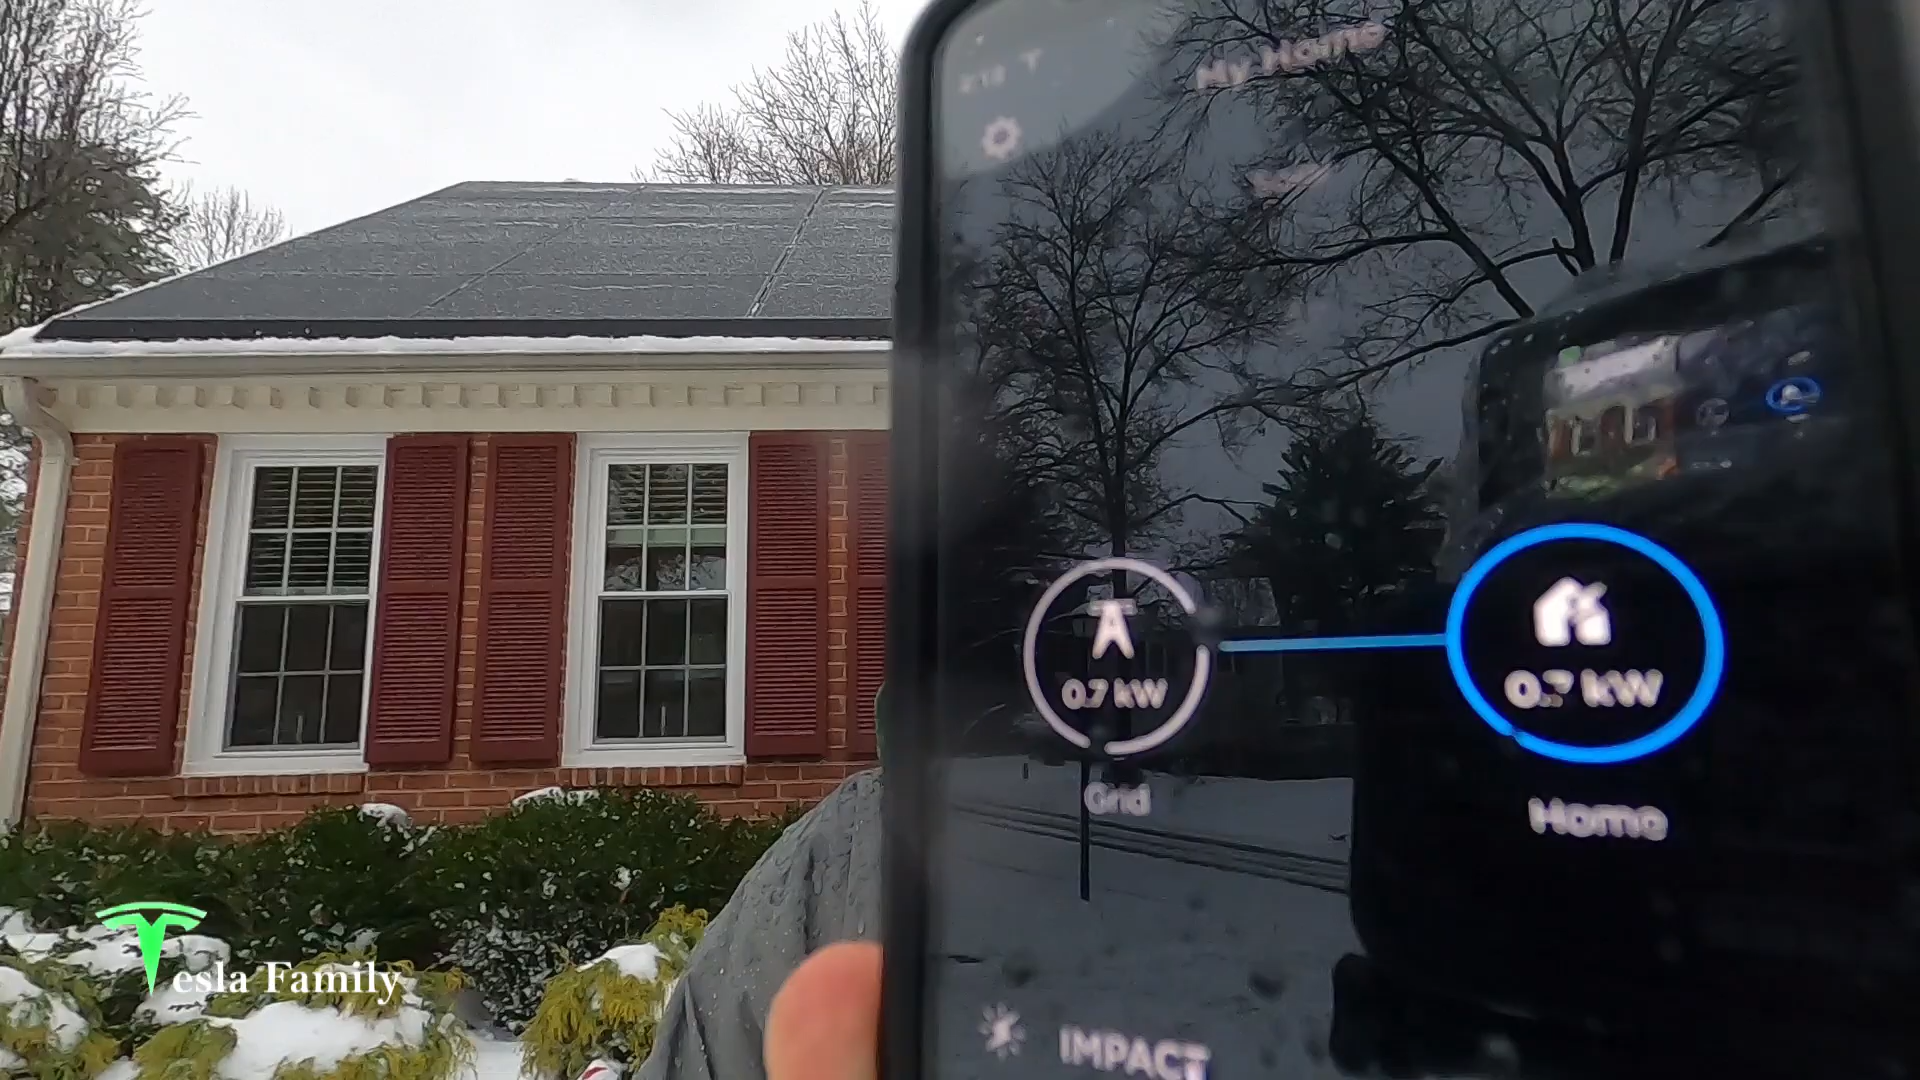 My Home
0.7 kW
0.7 kW
Grid
Home
IMPACT
Tesla Family